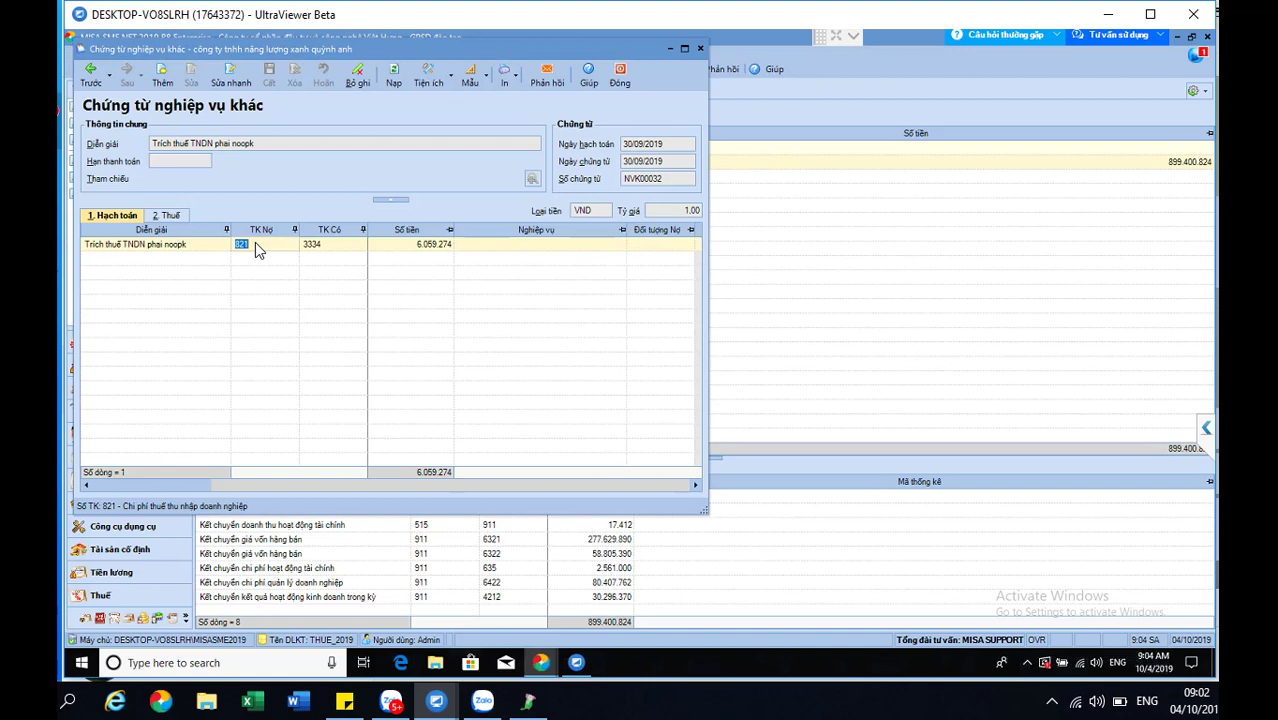 DESKTOP-VO8SLRH (17643372) - UltraViewer Beta
Chứng từ nghiệp vụ khác - công ty tnhh năng lượng xanh quỳnh anh
Câu hỏi thường gặp
Tư vấn sử dụng
1
Trước
Sau
Thêm
Sửa
Sửa nhanh
Cất
Xóa
Hoãn
Bỏ ghi
Nạp
Tiện ích
Mẫu
In
Phản hồi
Giúp
Đóng
Phản hồi
Giúp
Chứng từ nghiệp vụ khác
Thông tin chung
Chứng từ
Diễn giải
Trích thuế TNDN phai noopk
Ngày hạch toán
30/09/2019
Hạn thanh toán
Ngày chứng từ
30/09/2019
Tham chiếu
Số chứng từ
NVK00032
Số tiền
899.400.824
1. Hạch toán
2. Thuế
Loại tiền
VND
Tỷ giá
1,00
Diễn giải
TK Nợ
TK Có
Số tiền
Nghiệp vụ
Đối tượng Nợ
Trích thuế TNDN phai noopk
821
3334
6.059.274
Số dòng = 1
6.059.274
Số TK: 821 - Chi phí thuế thu nhập doanh nghiệp
Mã thống kê
Công cụ dụng cụ
Tài sản cố định
Tiền lương
Thuế
Kết chuyển doanh thu hoạt động tài chính 515 911 17.412
Kết chuyển giá vốn hàng bán 911 6321 277.629.890
Kết chuyển giá vốn hàng bán 911 6322 58.805.390
Kết chuyển chi phí hoạt động tài chính 911 635 2.561.000
Kết chuyển chi phí quản lý doanh nghiệp 911 6422 80.407.762
Kết chuyển kết quả hoạt động kinh doanh trong kỳ 911 4212 30.296.370
Số dòng = 8
899.400.824
Activate Windows
Go to Settings to activate Windows.
Máy chủ: DESKTOP-VO8SLRH\MISASME2019
Tên DLKT: THUE_2019
Người dùng: Admin
Tổng đài tư vấn: MISA SUPPORT
OVR
9:04 SA
04/10/2019
Type here to search
ENG
9:04 AM
10/4/2019
Zalo
5+
Zalo
ENG
09:02